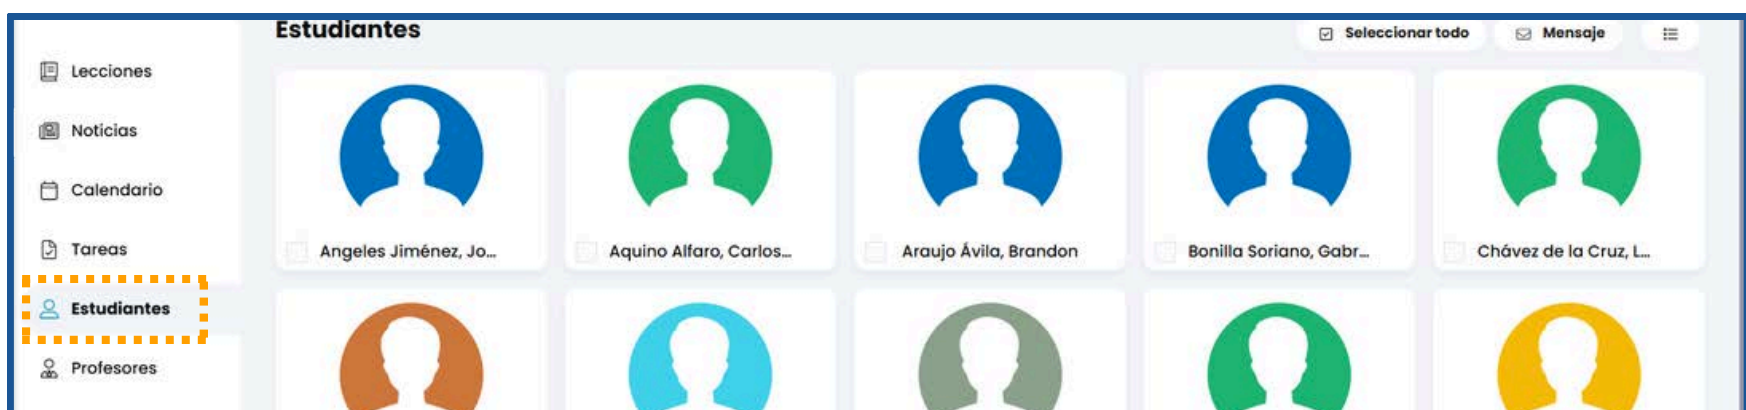 Estudiantes
Seleccionar todo
Mensaje
Lecciones
Noticias
Calendario
Tareas
Estudiantes
Profesores
Angeles Jiménez, Jo...
Aquino Alfaro, Carlos...
Araujo Ávila, Brandon
Bonilla Soriano, Gabr...
Chávez de la Cruz, L...